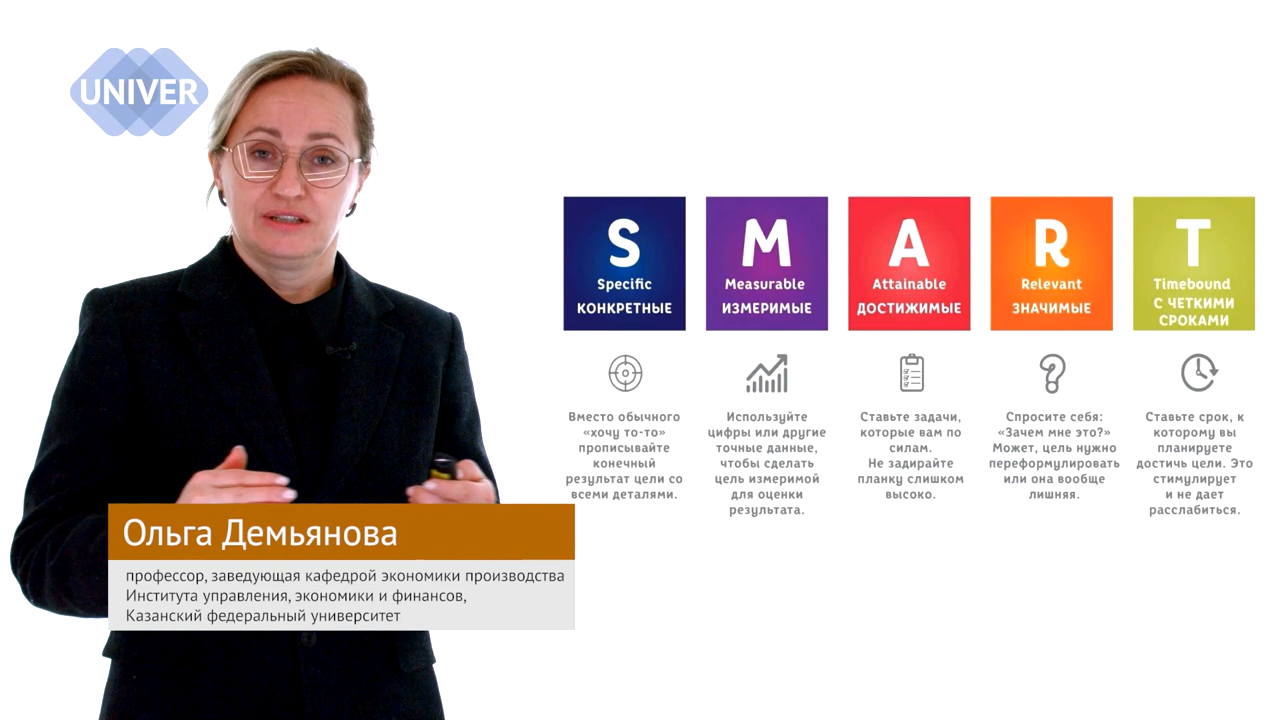 UNIVER
S
Specific
КОНКРЕТНЫЕ
Вместо обычного
«хочу то-то»
прописывайте
конечный
результат цели со
всеми деталями.
M
Measurable
ИЗМЕРИМЫЕ
Используйте
цифры или другие
точные данные,
чтобы сделать
цель измеримой
для оценки
результата.
A
Attainable
ДОСТИЖИМЫЕ
Ставьте задачи,
которые вам по
силам.
Не задирайте
планку слишком
высоко.
R
Relevant
ЗНАЧИМЫЕ
Спросите себя:
«Зачем мне это?»
Может, цель нужно
переформулировать
или она вообще
лишняя.
T
Timebound
С ЧЕТКИМИ
СРОКАМИ
Ставьте срок, к
которому вы
планируете
достичь цели. Это
стимулирует
и не дает
расслабиться.
Ольга Демьянова
профессор, заведующая кафедрой экономики производства
Института управления, экономики и финансов,
Казанский федеральный университет